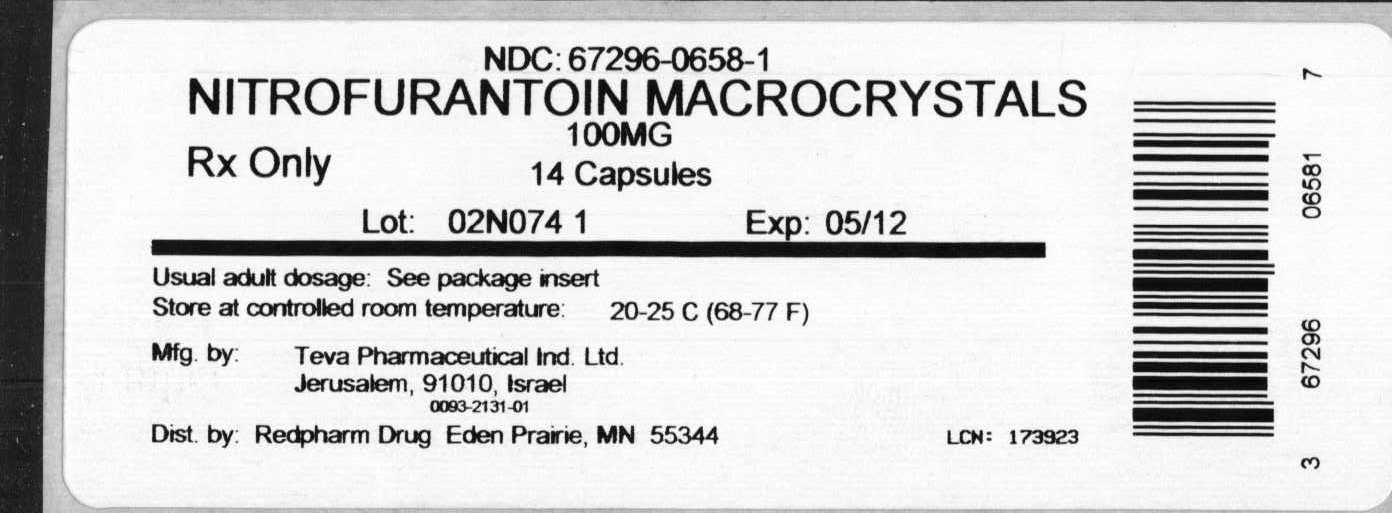 NDC: 67296-0658-1
NITROFURANTOIN MACROCRYSTALS
100MG
Rx Only 14 Capsules
Lot: 02N074 1 Exp: 05/12
Usual adult dosage: See package insert
Store at controlled room temperature: 20-25 C (68-77 F)
Mfg. by: Teva Pharmaceutical Ind. Ltd.
Jerusalem, 91010, Israel
0093-2131-01
Dist. by: Redpharm Drug Eden Prairie, MN 55344 LCN: 173923
3 67296 06581 7